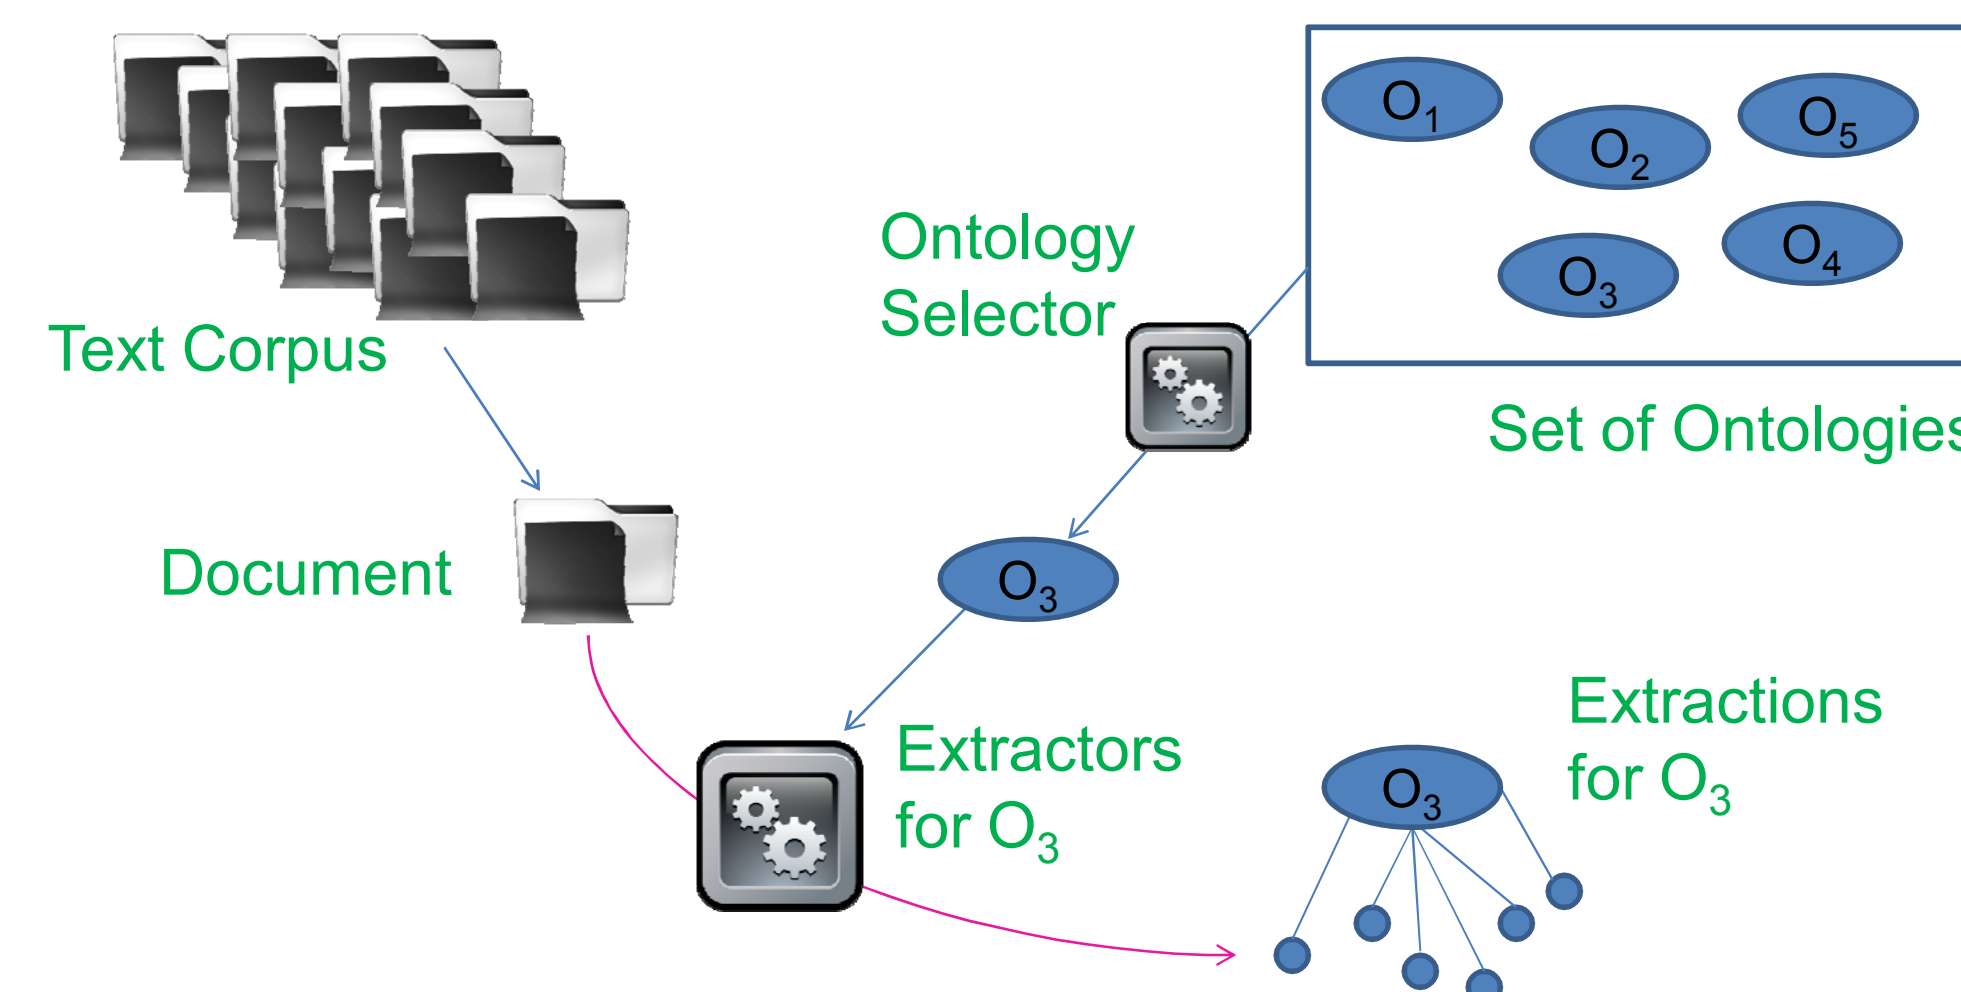 O1
O5
O2
Ontology
Selector
O4
O3
Text Corpus
Set of Ontologies
Document
O3
Extractions
for O3
Extractors
for O3
O3